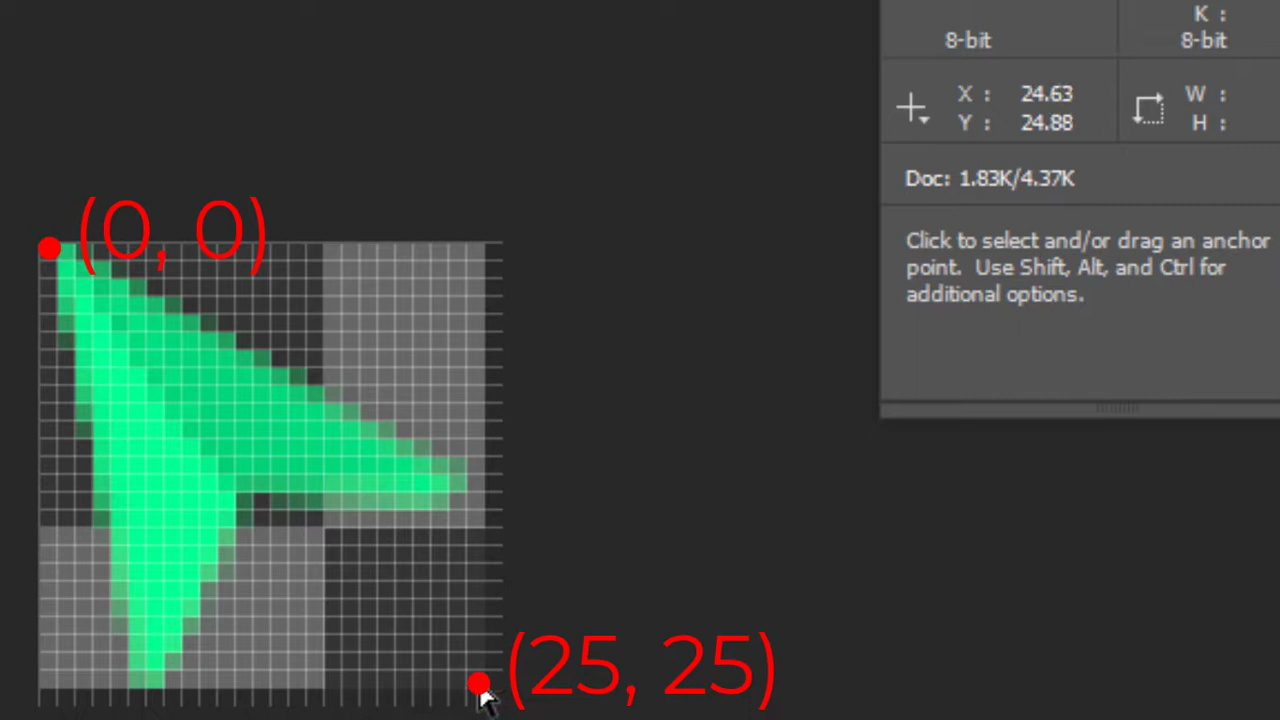 K :
8-bit
8-bit
X : 24.63
Y : 24.88
W :
H :
Doc: 1.83K/4.37K
(0, 0)
Click to select and/or drag an anchor
point. Use Shift, Alt, and Ctrl for
additional options.
(25, 25)